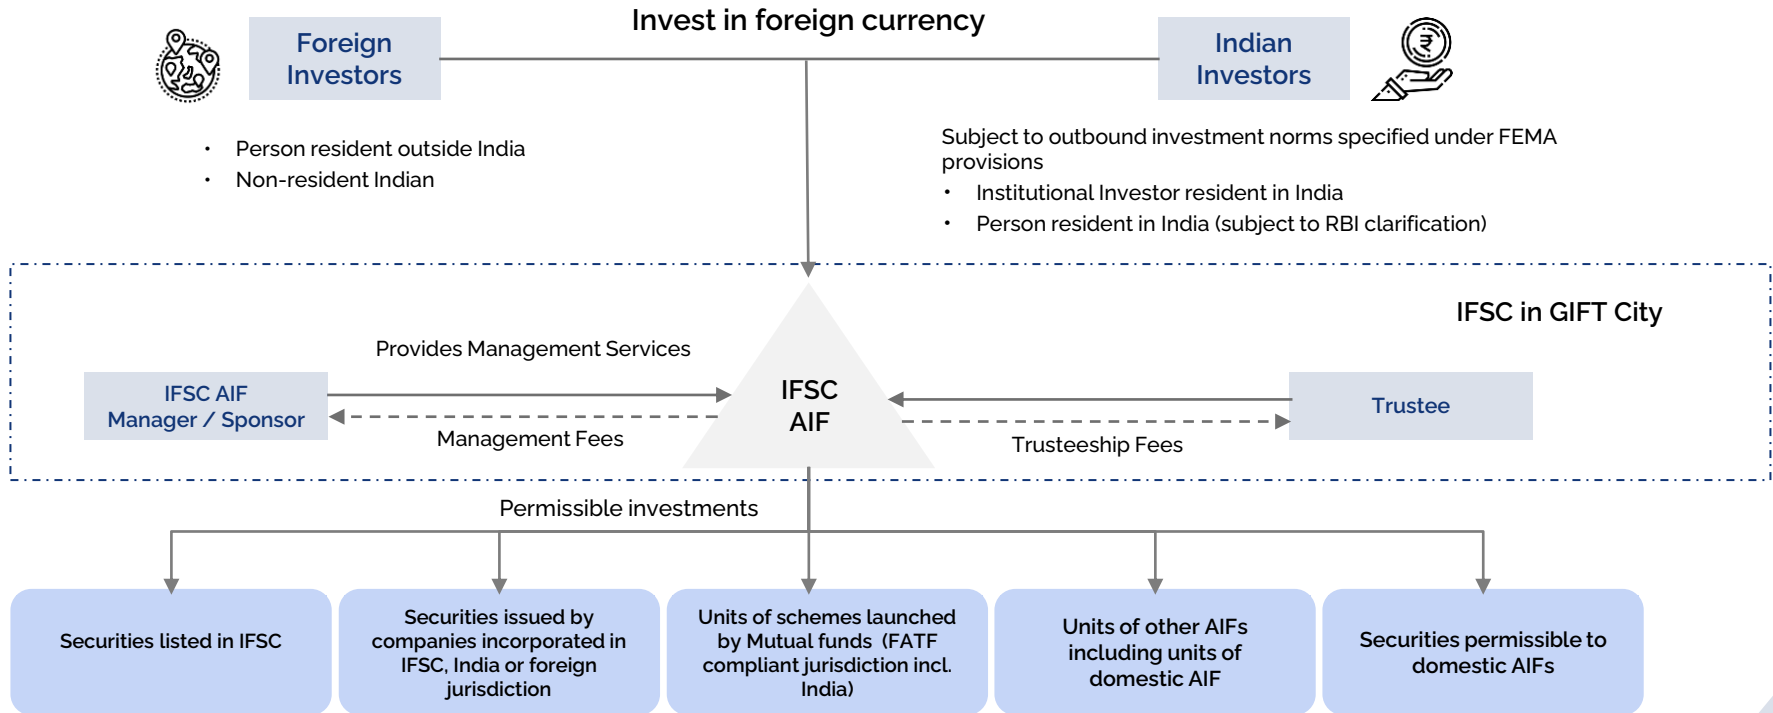 Invest in foreign currency
Foreign
Investors
Indian
Investors
₹
• Person resident outside India
• Non-resident Indian
Subject to outbound investment norms specified under FEMA
provisions
• Institutional Investor resident in India
• Person resident in India (subject to RBI clarification)
IFSC in GIFT City
Provides Management Services
IFSC AIF
Manager / Sponsor
Management Fees
IFSC
AIF
Trustee
Trusteeship Fees
Permissible investments
Securities listed in IFSC
Securities issued by
companies incorporated in
IFSC, India or foreign
jurisdiction
Units of schemes launched
by Mutual funds (FATF
compliant jurisdiction incl.
India)
Units of other AIFs
including units of
domestic AIF
Securities permissible to
domestic AIFs